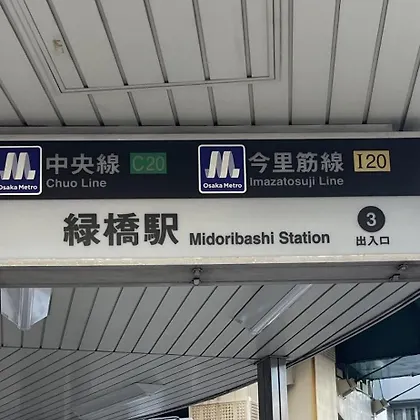 中央線 C20 今里筋線 I20
Osaka Metro Chuo Line Osaka Metro Imazatosuji Line
緑橋駅 Midoribashi Station 3
出入口